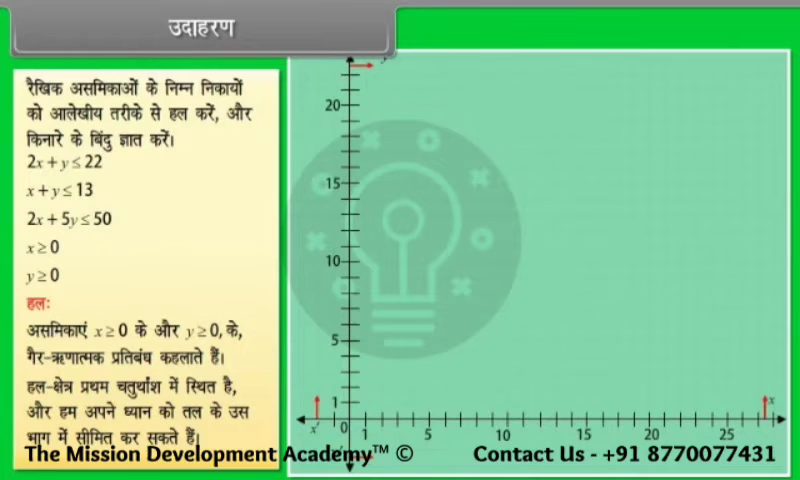 उदाहरण
रैखिक असमिकाओं के निम्न निकायों
को आलेखीय तरीके से हल करें, और
किनारे के बिंदु ज्ञात करें।
2x + y ≤ 22
x + y ≤ 13
2x + 5y ≤ 50
x ≥ 0
y ≥ 0
हलः
असमिकाएं x ≥ 0 के और y ≥ 0, के,
गैर-ऋणात्मक प्रतिबंध कहलाते हैं।
हल-क्षेत्र प्रथम चतुर्थांश में स्थित है,
और हम अपने ध्यान को तल के उस
भाग में सीमित कर सकते हैं।
20
15
10
5
1
x' 0 1 5 10 15 20 25 x
The Mission Development Academy™ © Contact Us - +91 8770077431